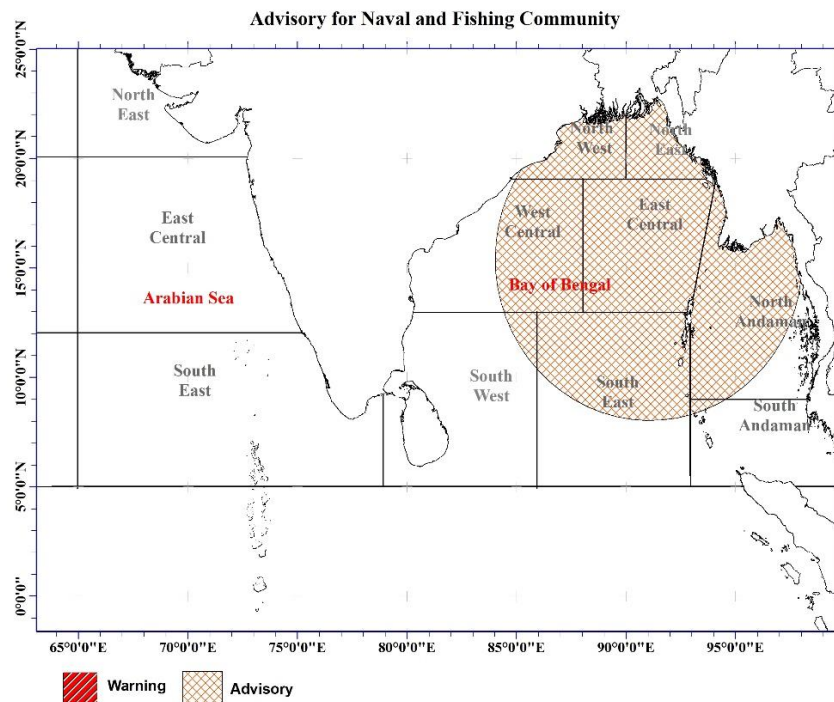 Advisory for Naval and Fishing Community
25°0'0"N
20°0'0"N
15°0'0"N
10°0'0"N
5°0'0"N
0°0'0"
North
East
East
Central
Arabian Sea
South
East
North
West
North
East
West
Central
East
Central
Bay of Bengal
North
Andaman
South
West
South
East
South
Andaman
65°0'0"E
70°0'0"E
75°0'0"E
80°0'0"E
85°0'0"E
90°0'0"E
95°0'0"E
Warning
Advisory